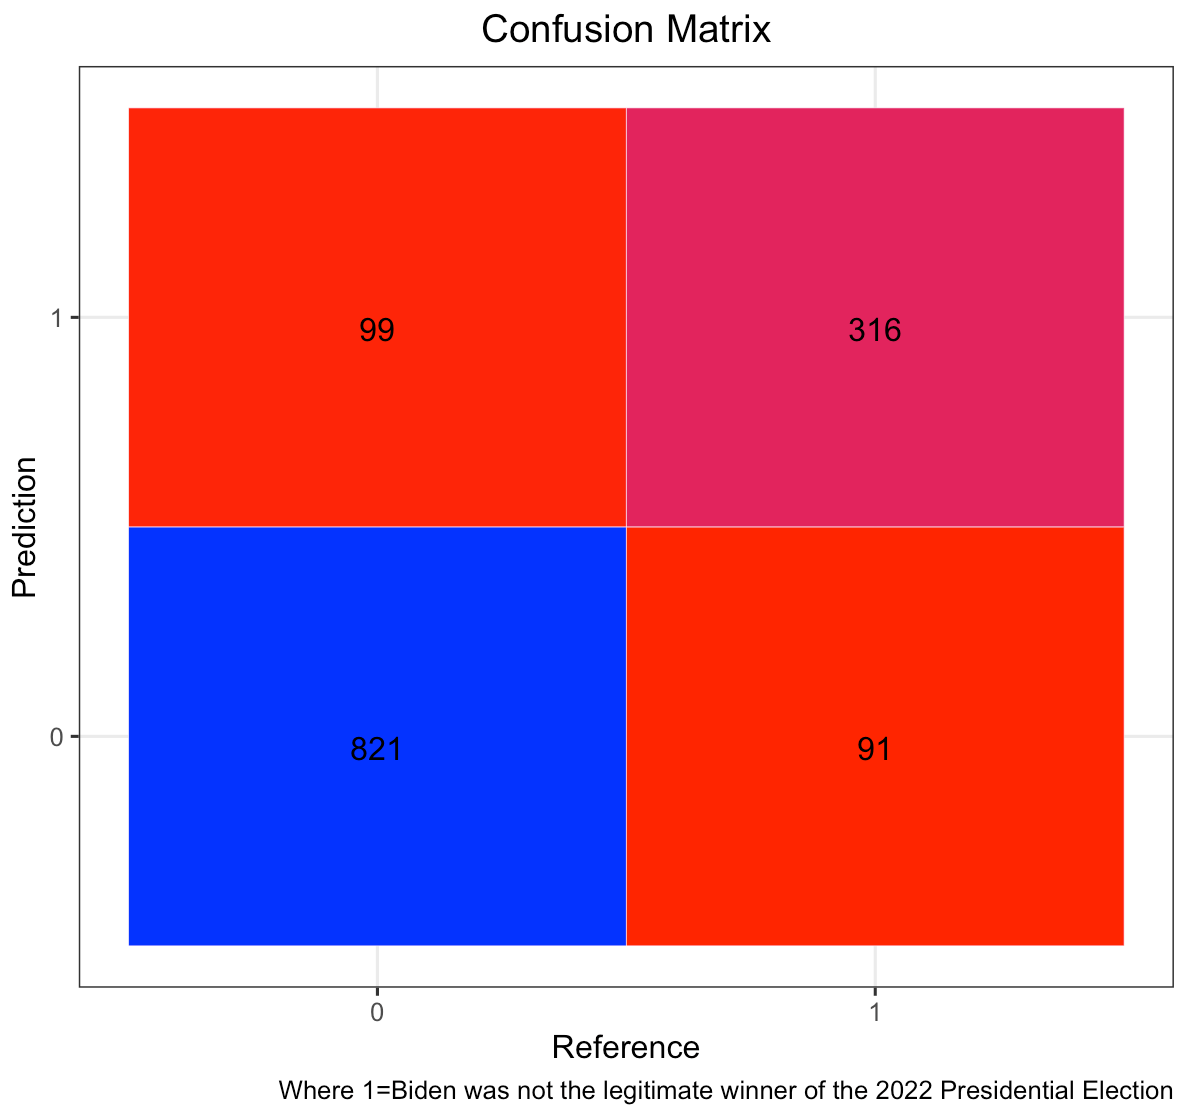 Confusion Matrix
99
316
1
Prediction
821
91
0
0
1
Reference
Where 1=Biden was not the legitimate winner of the 2022 Presidential Election